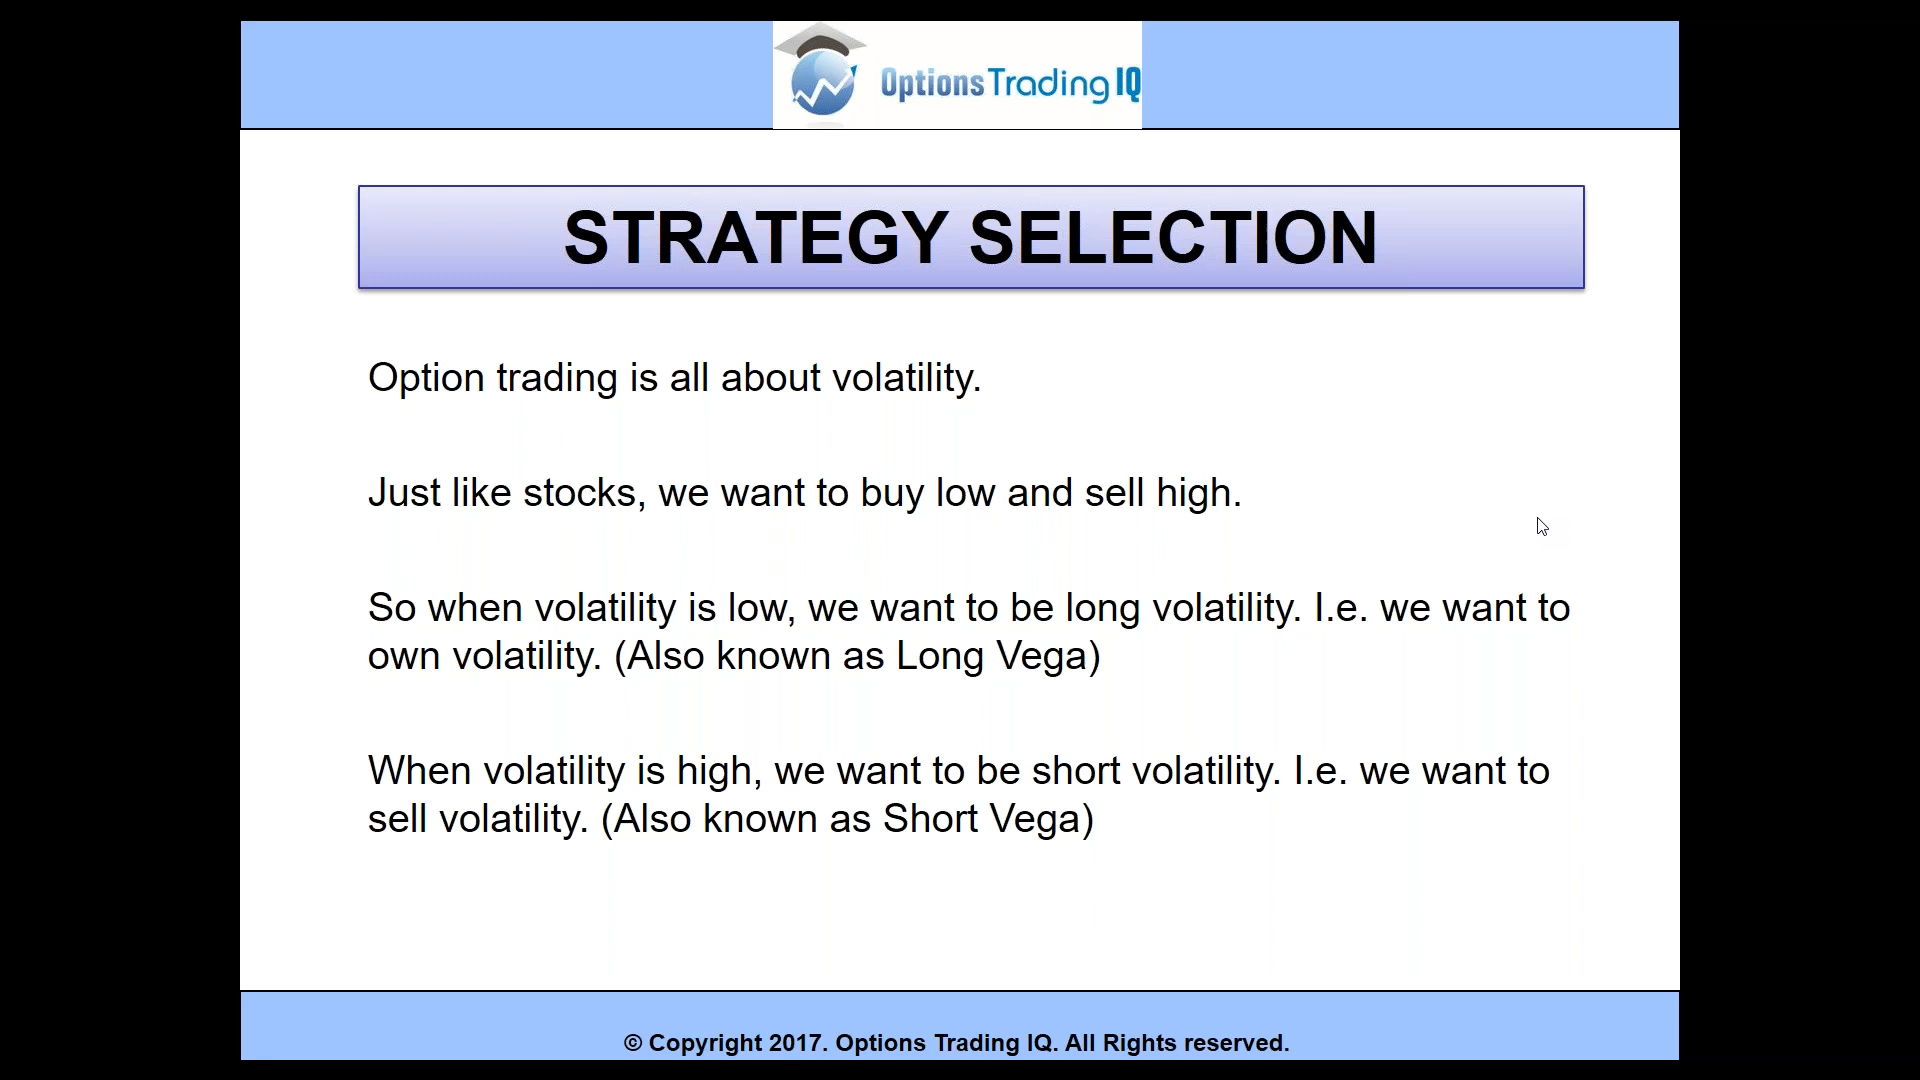 Options Trading IQ
STRATEGY SELECTION
Option trading is all about volatility.
Just like stocks, we want to buy low and sell high.
So when volatility is low, we want to be long volatility. I.e. we want to
own volatility. (Also known as Long Vega)
When volatility is high, we want to be short volatility. I.e. we want to
sell volatility. (Also known as Short Vega)
© Copyright 2017. Options Trading IQ. All Rights reserved.